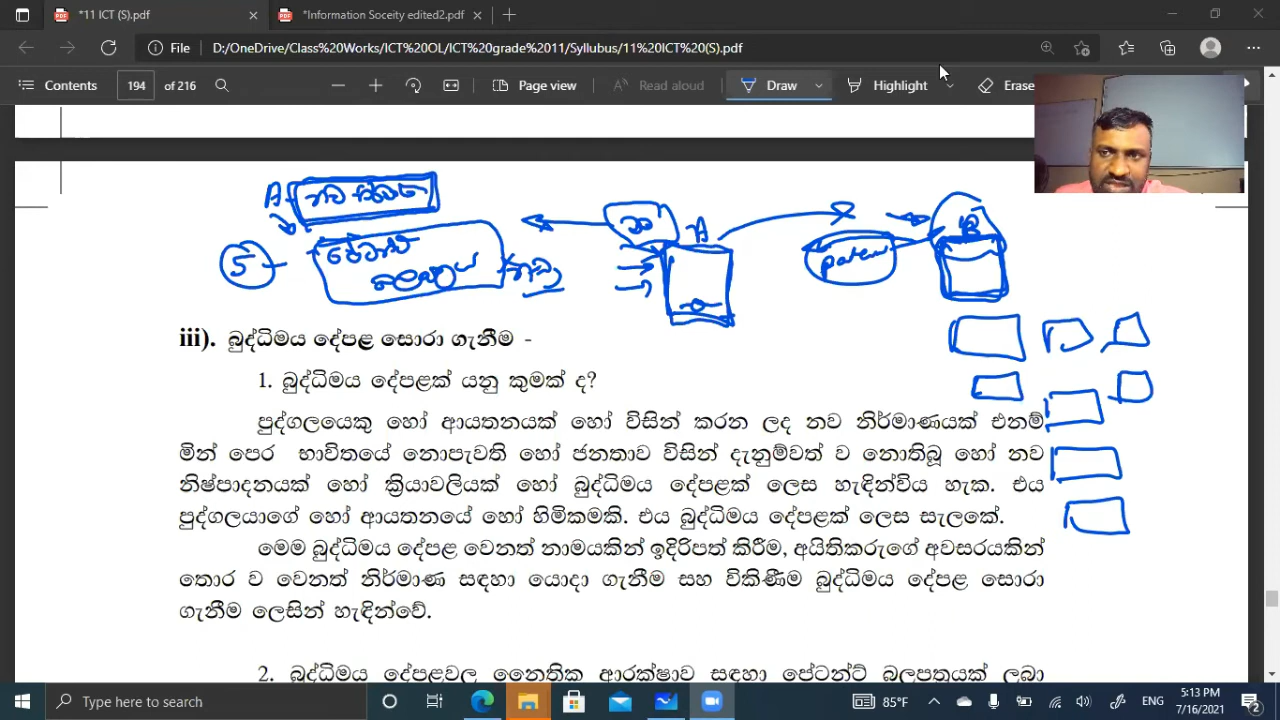 *11 ICT (S).pdf
*Information Soceity edited2.pdf
File
D:/OneDrive/Class%20Works/ICT%20OL/ICT%20grade%2011/Syllubus/11%20ICT%20(S).pdf
Contents
194 of 216
Page view
Read aloud
Draw
Highlight
Erase
A
A
5
iii). බුද්ධිමය දේපළ සොරා ගැනීම -
1. බුද්ධිමය දේපළක් යනු කුමක් ද?
පුද්ගලයෙකු හෝ ආයතනයක් හෝ විසින් කරන ලද නව නිර්මාණයක් එනම්
මින් පෙර භාවිතයේ නොපැවති හෝ ජනතාව විසින් දැනුම්වත් ව නොතිබූ හෝ නව
නිෂ්පාදනයක් හෝ ක්‍රියාවලියක් හෝ බුද්ධිමය දේපළක් ලෙස හැඳින්විය හැක. එය
පුද්ගලයාගේ හෝ ආයතනයේ හෝ හිමිකමකි. එය බුද්ධිමය දේපළක් ලෙස සැලකේ.
මෙම බුද්ධිමය දේපළ වෙනත් නාමයකින් ඉදිරිපත් කිරීම, අයිතිකරුගේ අවසරයකින්
තොර ව වෙනත් නිර්මාණ සඳහා යොදා ගැනීම සහ විකිණීම බුද්ධිමය දේපළ සොරා
ගැනීම ලෙසින් හැඳින්වේ.
2. බුද්ධිමය දේපළවල නෛතික ආරක්ෂාව සඳහා පේටන්ට් බලපත්‍රයක් ලබා
Type here to search
85°F
ENG
5:13 PM
7/16/2021
2